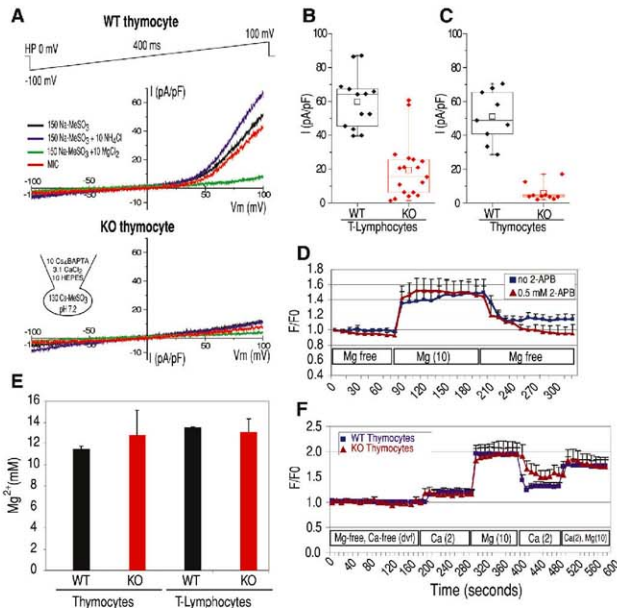 A
WT thymocyte
HP 0 mV
400 ms
100 mV
-100 mV
I (pA/pF)
60
40
20
150 Na-MeSO3
150 Na-MeSO3 + 10 NH4Cl
150 Na-MeSO3 +10 MgCl2
MIC
-100
-50
50
100
Vm (mV)
KO thymocyte
10 Cs4BAPTA
3.1 CaCl2
10 HEPES
130 Cs-MeSO3
pH 7.2
60
40
20
-100
-50
50
100
I (pA/pF)
Vm (mV)
B
I (pA/pF)
100
80
60
40
20
0
WT
KO
T-Lymphocytes
C
I (pA/pF)
100
80
60
40
20
0
WT
KO
Thymocytes
D
F/F0
1.8
1.6
1.4
1.2
1.0
0.8
0.6
no 2-APB
0.5 mM 2-APB
Mg free
Mg (10)
Mg free
0 30 60 90 120 150 180 210 240 270 300
E
Mg2+(mM)
16
14
12
10
8
6
4
2
0
WT
KO
WT
KO
Thymocytes
T-Lymphocytes
F
F/F0
2.5
2.0
1.5
1.0
0.5
0.0
WT Thymocytes
KO Thymocytes
Mg-free, Ca-free (dvf)
Ca (2)
Mg (10)
Ca (2)
Ca(2), Mg(10)
0 20 40 60 80 100 120 140 160 180 200 220 240 260 280 300 320 340 360 380 400 420 440 460 480 500 520 540 560 580 600
Time (seconds)